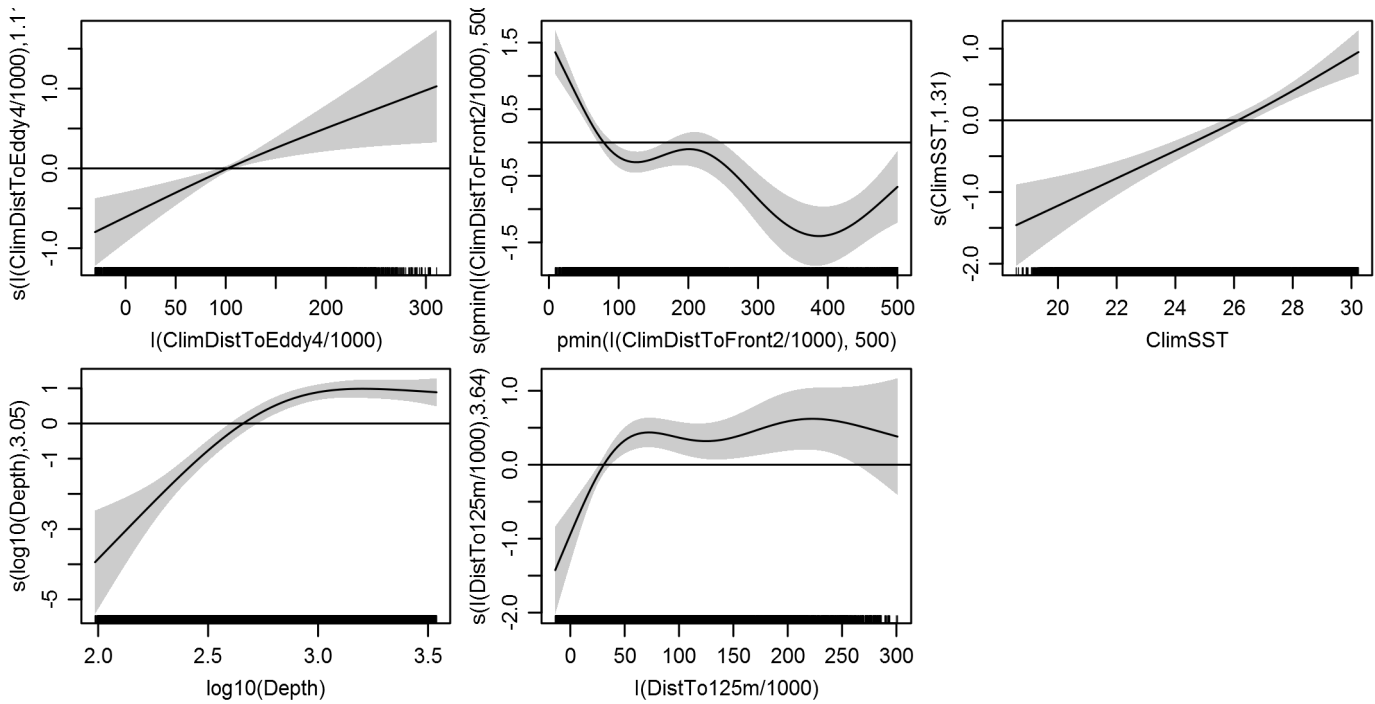 s(I(ClimDistToEddy4/1000),1.1
1.0
0.0
-1.0
0 50 100 150 200 250 300
I(ClimDistToEddy4/1000)
s(pmin(I(ClimDistToFront2/1000), 500
1.5
0.5
-0.5
-1.5
0 100 200 300 400 500
pmin(I(ClimDistToFront2/1000), 500)
s(ClimSST,1.31)
1.0
0.0
-1.0
-2.0
20 22 24 26 28 30
ClimSST
s(log10(Depth),3.05)
1
0
-1
-3
-5
2.0 2.5 3.0 3.5
log10(Depth)
s(I(DistTo125m/1000),3.64)
1.0
0.0
-1.0
-2.0
0 50 100 150 200 250 300
I(DistTo125m/1000)